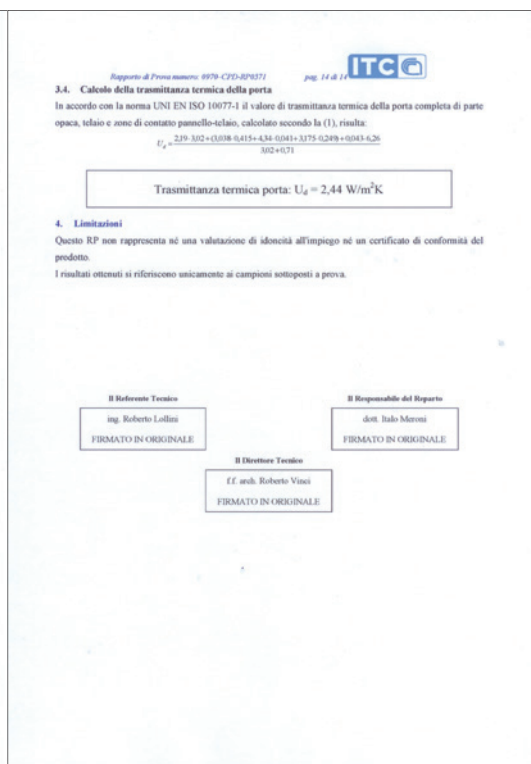 ITC
Rapporto di Prova numero: 0979-CPD-RP0371 pag. 14 di 14
3.4. Calcolo della trasmittanza termica della porta
In accordo con la norma UNI EN ISO 10077-1 il valore di trasmittanza termica della porta completa di parte
opaca, telaio e zone di contatto pannello-telaio, calcolato secondo la (1), risulta:
3,02+0,71
Trasmittanza termica porta: U_d = 2,44 W/m²K
4. Limitazioni
Questo RP non rappresenta né una valutazione di idoneità all'impiego né un certificato di conformità del
prodotto.
I risultati ottenuti si riferiscono unicamente ai campioni sottoposti a prova.
Il Referente Tecnico Il Responsabile del Reparto
ing. Roberto Lollini dott. Italo Meroni
FIRMATO IN ORIGINALE FIRMATO IN ORIGINALE
Il Direttore Tecnico
f.f. arch. Roberto Vinci
FIRMATO IN ORIGINALE